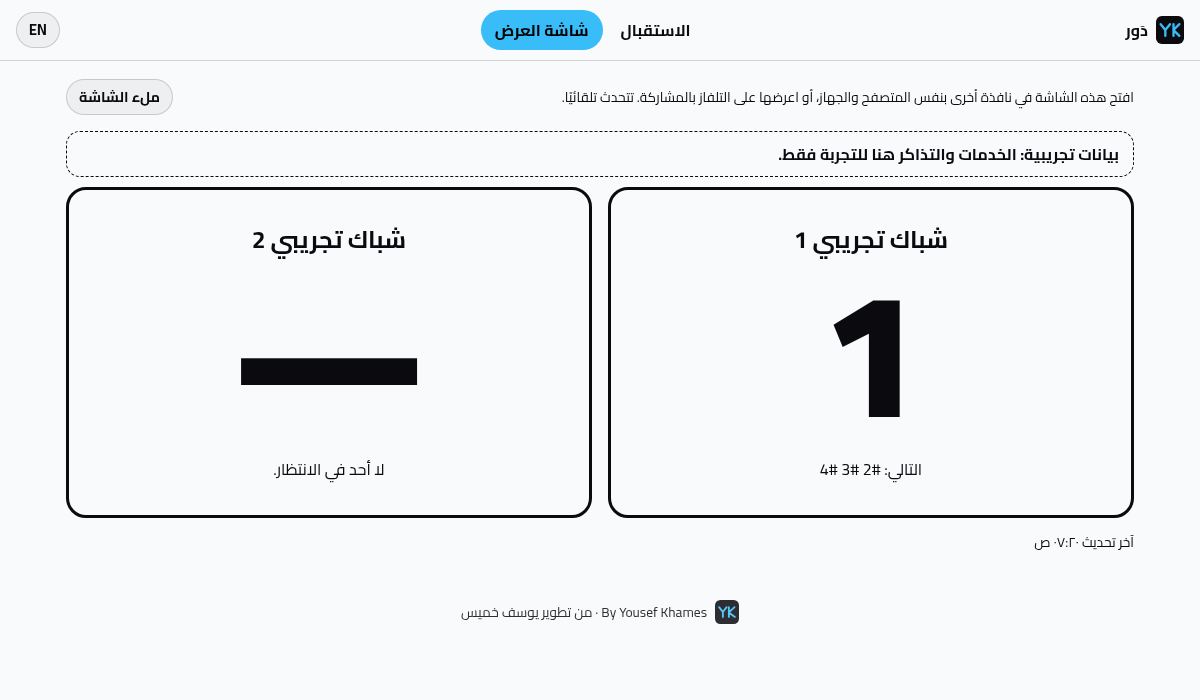 YK دَور
الاستقبال
شاشة العرض
EN
افتح هذه الشاشة في نافذة أخرى بنفس المتصفح والجهاز، أو اعرضها على التلفاز بالمشاركة. تتحدث تلقائيًا.
ملء الشاشة
بيانات تجريبية: الخدمات والتذاكر هنا للتجربة فقط.
شباك تجريبي 1
1
التالي: #2 #3 #4
شباك تجريبي 2
—
لا أحد في الانتظار.
آخر تحديث ٠٧:٢٠ ص
YK By Yousef Khames · من تطوير يوسف خميس